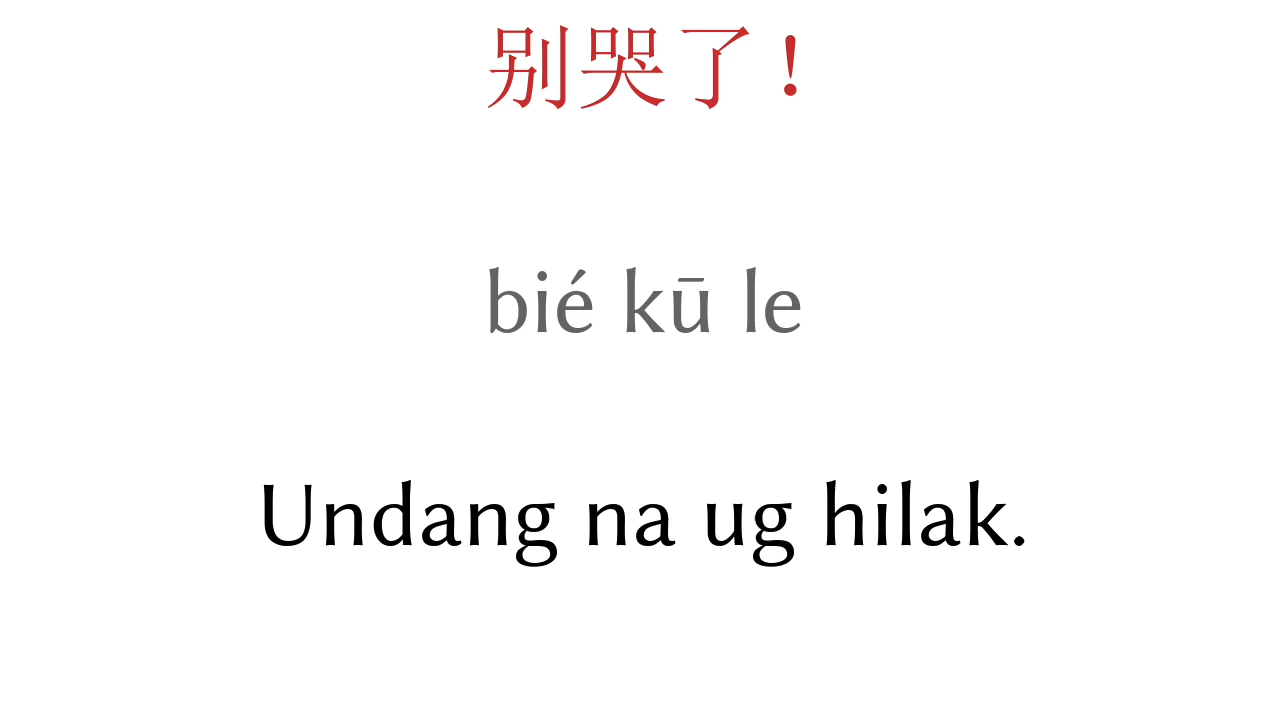 别哭了！
bié kū le
Undang na ug hilak.